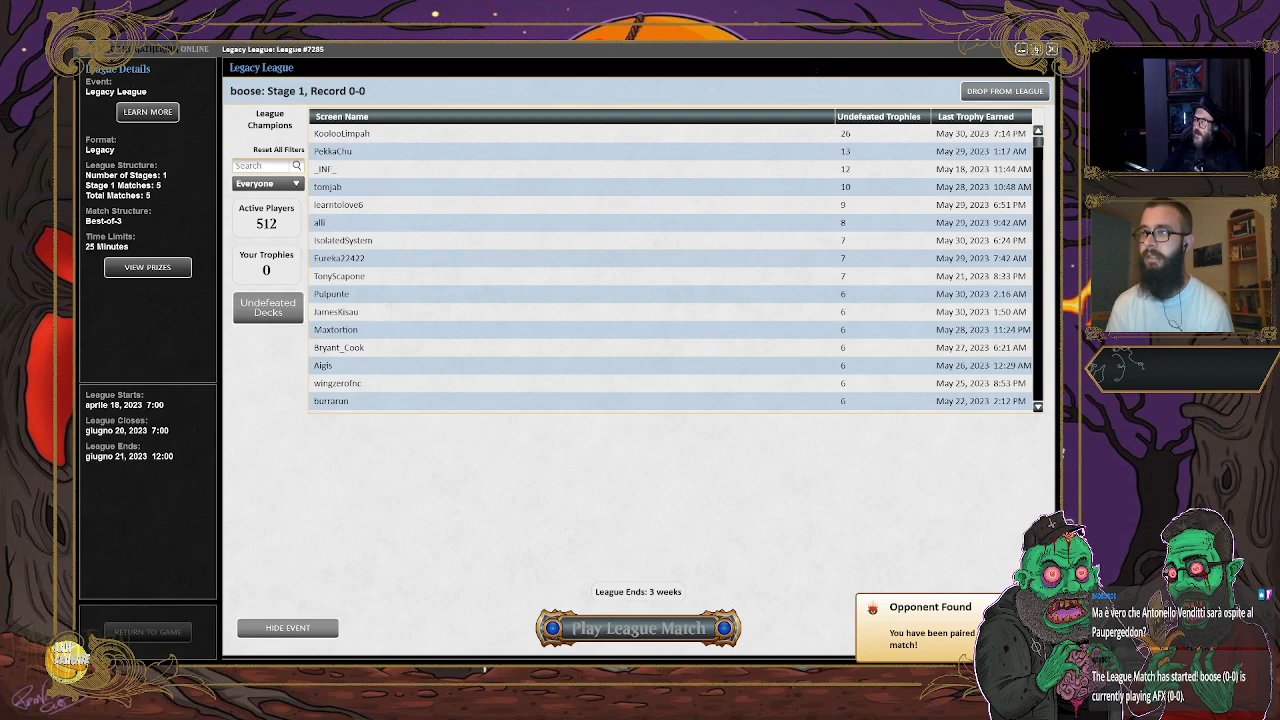 GATHERING ONLINE
Legacy League: League #7285
League Details
Event:
Legacy League
LEARN MORE
Format:
Legacy
League Structure:
Number of Stages: 1
Stage 1 Matches: 5
Total Matches: 5
Match Structure:
Best-of-3
Time Limits:
25 Minutes
VIEW PRIZES
League Starts:
aprile 18, 2023 7:00
League Closes:
giugno 20, 2023 7:00
League Ends:
giugno 21, 2023 12:00
RETURN TO GAME
Legacy League
boose: Stage 1, Record 0-0
DROP FROM LEAGUE
League
Champions
Reset All Filters
Search
Everyone
Active Players
512
Your Trophies
0
Undefeated
Decks
Screen Name Undefeated Trophies Last Trophy Earned
KoolooLimpah 26 May 30, 2023 7:14 PM
PekkaChu 13 May 29, 2023 1:17 AM
_INF_ 12 May 18, 2023 11:44 AM
tomjab 10 May 28, 2023 10:48 AM
learntolove6 9 May 29, 2023 6:51 PM
alli 8 May 29, 2023 9:42 AM
IsolatedSystem 7 May 30, 2023 6:24 PM
Eureka22422 7 May 29, 2023 7:42 AM
TonyScapone 7 May 21, 2023 8:33 PM
Pulpunte 6 May 30, 2023 2:16 AM
JamesKisau 6 May 30, 2023 1:50 AM
Maxtortion 6 May 28, 2023 11:24 PM
Bryant_Cook 6 May 27, 2023 6:21 AM
Aigis 6 May 26, 2023 12:29 AM
wingzerofnc 6 May 25, 2023 8:53 PM
burrarun 6 May 22, 2023 2:12 PM
League Ends: 3 weeks
HIDE EVENT
Play League Match
Opponent Found
You have been paired
match!
Ma è vero che Antonello Venditti sarà ospite al
Paupergeddon?
The League Match has started! boose (0-0) is
currently playing AFX (0-0).